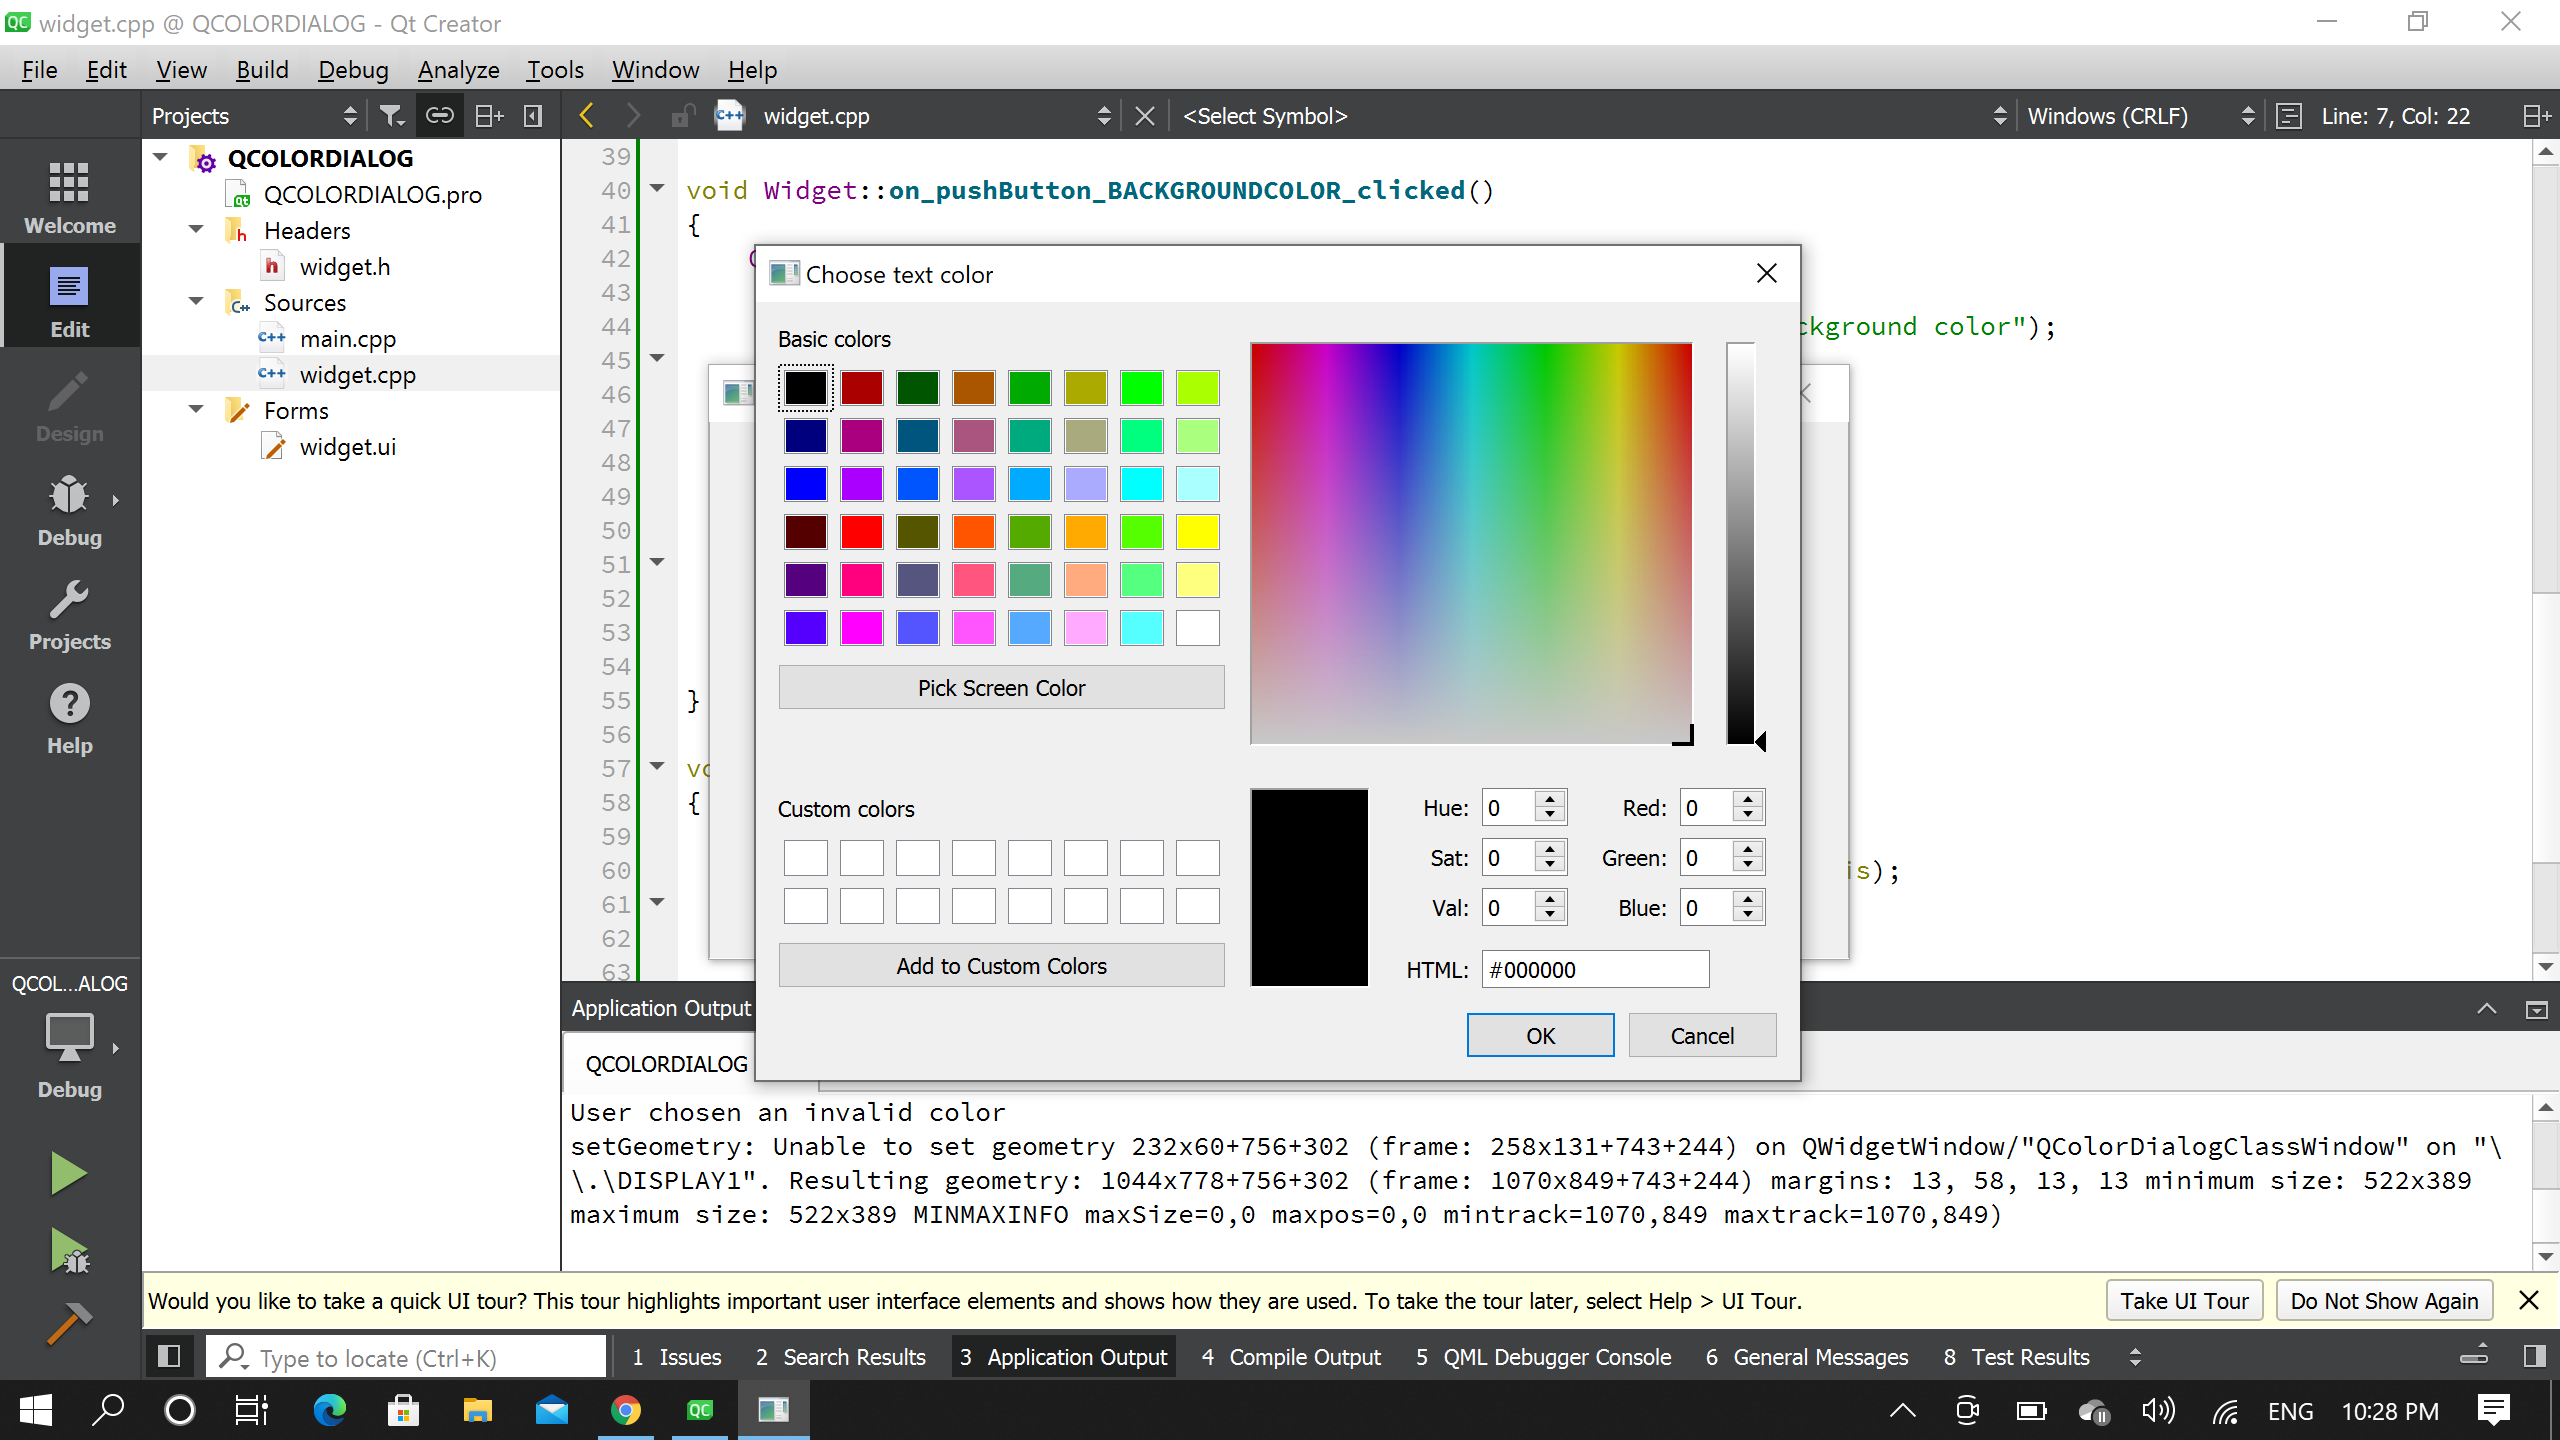 widget.cpp @ QCOLORDIALOG - Qt Creator
File Edit View Build Debug Analyze Tools Window Help
Projects widget.cpp <Select Symbol> Windows (CRLF) Line: 7, Col: 22
Welcome
Edit
Design
Debug
Projects
Help
QCOL...ALOG
Debug
QCOLORDIALOG
QCOLORDIALOG.pro
Headers
widget.h
Sources
main.cpp
widget.cpp
Forms
widget.ui
39
40 void Widget::on_pushButton_BACKGROUNDCOLOR_clicked()
41 {
42
43
44 ckground color");
45
46
47
48
49
50
51
52
53
54
55 }
56
57 vo
58 {
59
60 is);
61
62
63
Choose text color
Basic colors
Pick Screen Color
Custom colors
Add to Custom Colors
Hue: 0 Red: 0
Sat: 0 Green: 0
Val: 0 Blue: 0
HTML: #000000
OK Cancel
Application Output
QCOLORDIALOG
User chosen an invalid color
setGeometry: Unable to set geometry 232x60+756+302 (frame: 258x131+743+244) on QWidgetWindow/"QColorDialogClassWindow" on "\
\.\DISPLAY1". Resulting geometry: 1044x778+756+302 (frame: 1070x849+743+244) margins: 13, 58, 13, 13 minimum size: 522x389
maximum size: 522x389 MINMAXINFO maxSize=0,0 maxpos=0,0 mintrack=1070,849 maxtrack=1070,849)
Would you like to take a quick UI tour? This tour highlights important user interface elements and shows how they are used. To take the tour later, select Help > UI Tour. Take UI Tour Do Not Show Again
Type to locate (Ctrl+K) 1 Issues 2 Search Results 3 Application Output 4 Compile Output 5 QML Debugger Console 6 General Messages 8 Test Results
ENG 10:28 PM